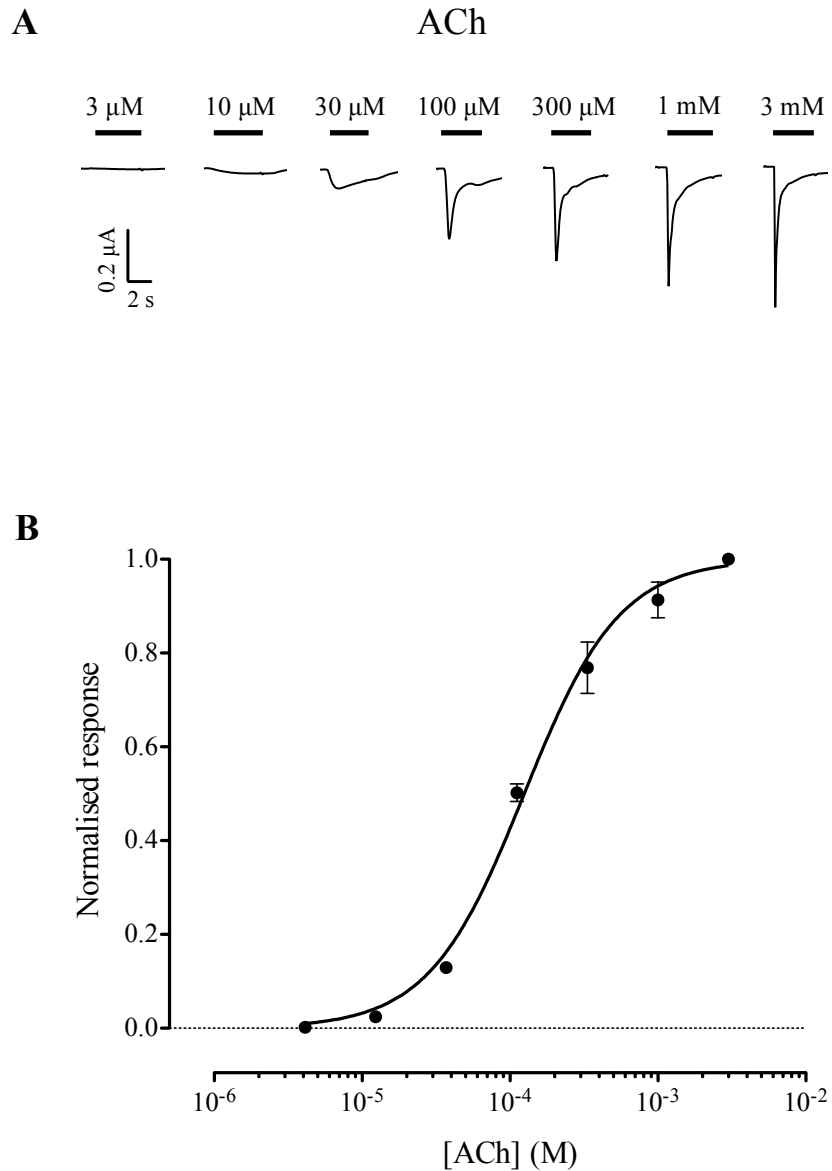 A
ACh
3 μM 10 μM 30 μM 100 μM 300 μM 1 mM 3 mM
0.2 μA
2 s
B
1.0
0.8
0.6
0.4
0.2
0.0
Normalised response
10⁻⁶ 10⁻⁵ 10⁻⁴ 10⁻³ 10⁻²
[ACh] (M)